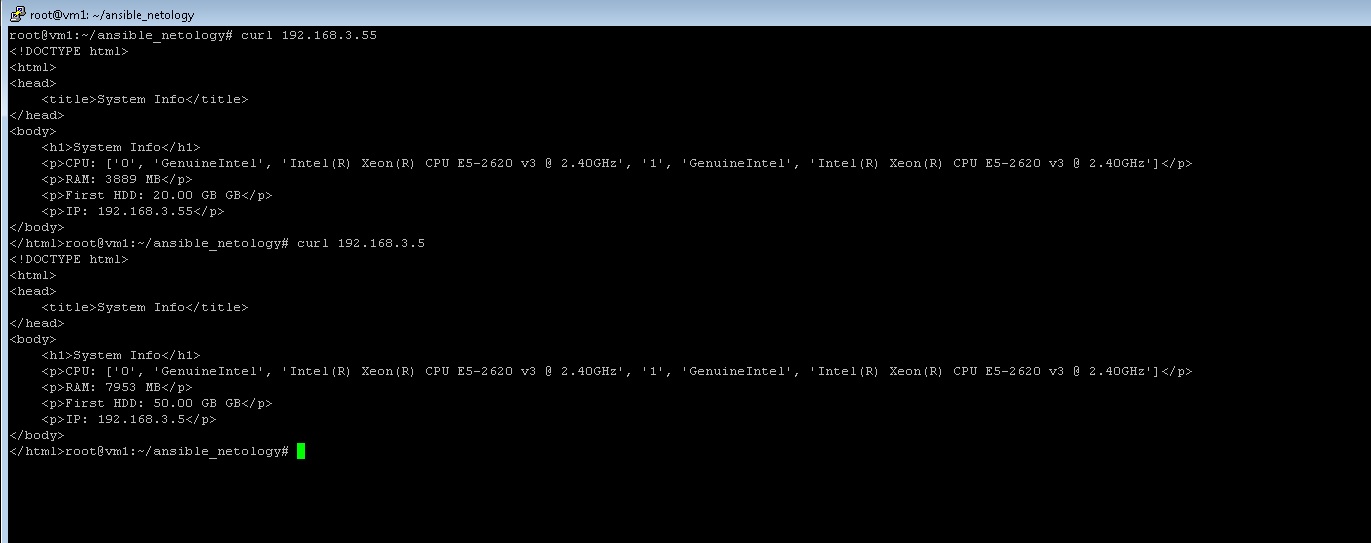 root@vm1: ~/ansible_netology
root@vm1:~/ansible_netology# curl 192.168.3.55
<!DOCTYPE html>
<html>
<head>
    <title>System Info</title>
</head>
<body>
    <h1>System Info</h1>
    <p>CPU: ['0', 'GenuineIntel', 'Intel(R) Xeon(R) CPU E5-2620 v3 @ 2.40GHz', '1', 'GenuineIntel', 'Intel(R) Xeon(R) CPU E5-2620 v3 @ 2.40GHz']</p>
    <p>RAM: 3889 MB</p>
    <p>First HDD: 20.00 GB GB</p>
    <p>IP: 192.168.3.55</p>
</body>
</html>root@vm1:~/ansible_netology# curl 192.168.3.5
<!DOCTYPE html>
<html>
<head>
    <title>System Info</title>
</head>
<body>
    <h1>System Info</h1>
    <p>CPU: ['0', 'GenuineIntel', 'Intel(R) Xeon(R) CPU E5-2620 v3 @ 2.40GHz', '1', 'GenuineIntel', 'Intel(R) Xeon(R) CPU E5-2620 v3 @ 2.40GHz']</p>
    <p>RAM: 7953 MB</p>
    <p>First HDD: 50.00 GB GB</p>
    <p>IP: 192.168.3.5</p>
</body>
</html>root@vm1:~/ansible_netology#